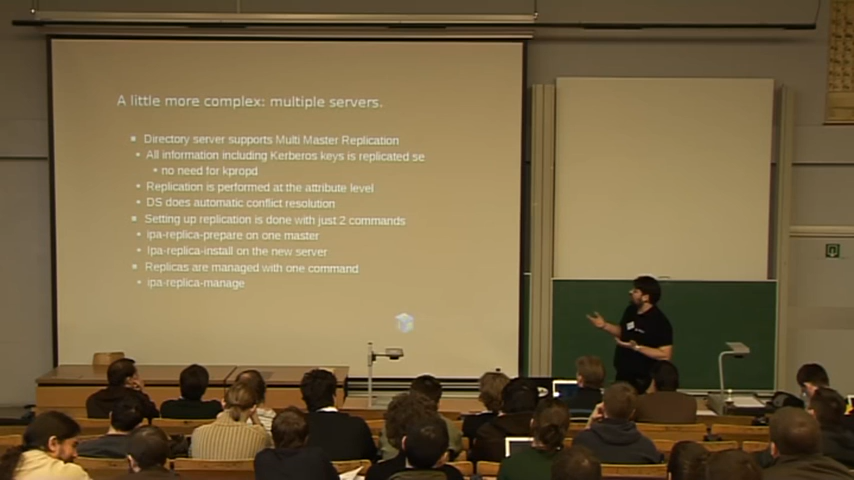 A little more complex: multiple servers.
Directory server supports Multi Master Replication
All information including Kerberos keys is replicated se
no need for kpropd
Replication is performed at the attribute level
DS does automatic conflict resolution
Setting up replication is done with just 2 commands
ipa-replica-prepare on one master
Ipa-replica-install on the new server
Replicas are managed with one command
ipa-replica-manage